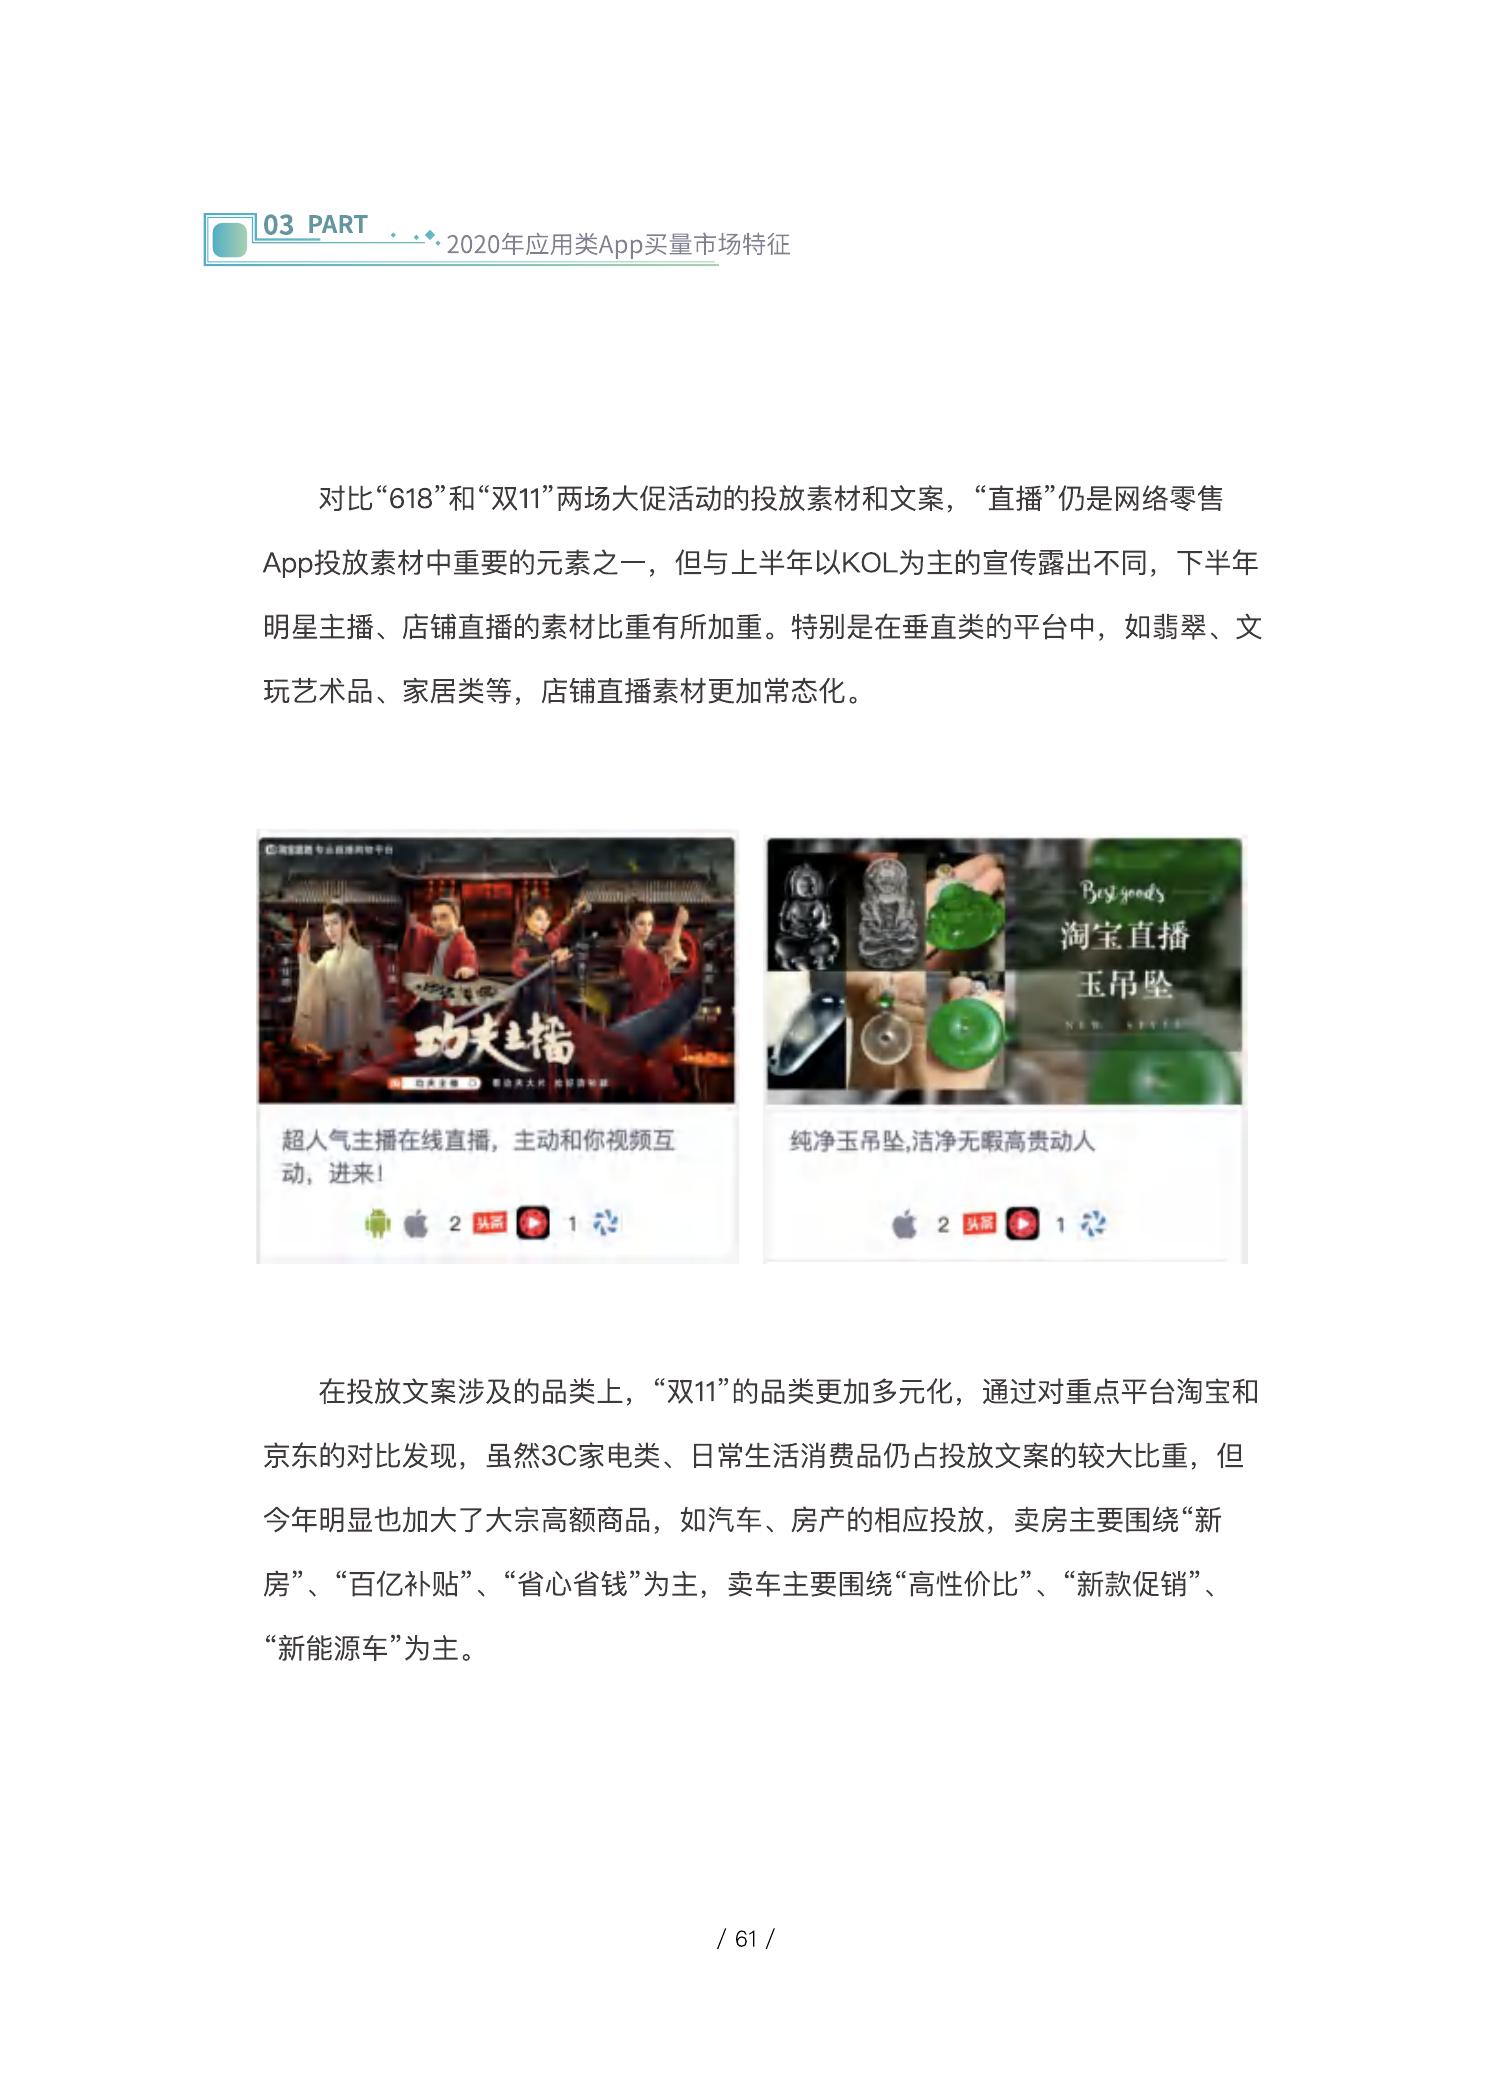 03 PART
2020年应用类App买量市场特征
对比“618”和“双11”两场大促活动的投放素材和文案，“直播”仍是网络零售
App投放素材中重要的元素之一，但与上半年以KOL为主的宣传露出不同，下半年
明星主播、店铺直播的素材比重有所加重。特别是在垂直类的平台中，如翡翠、文
玩艺术品、家居类等，店铺直播素材更加常态化。
淘宝直播 专业直播购物平台
功夫主播
功夫主播
超人气主播在线直播，主动和你视频互
动，进来！
2 头条 1
Best goods
淘宝直播
玉吊坠
NEW STYLE
纯净玉吊坠,洁净无暇高贵动人
2 头条 1
在投放文案涉及的品类上，“双11”的品类更加多元化，通过对重点平台淘宝和
京东的对比发现，虽然3C家电类、日常生活消费品仍占投放文案的较大比重，但
今年明显也加大了大宗高额商品，如汽车、房产的相应投放，卖房主要围绕“新
房”、“百亿补贴”、“省心省钱”为主，卖车主要围绕“高性价比”、“新款促销”、
“新能源车”为主。
/ 61 /